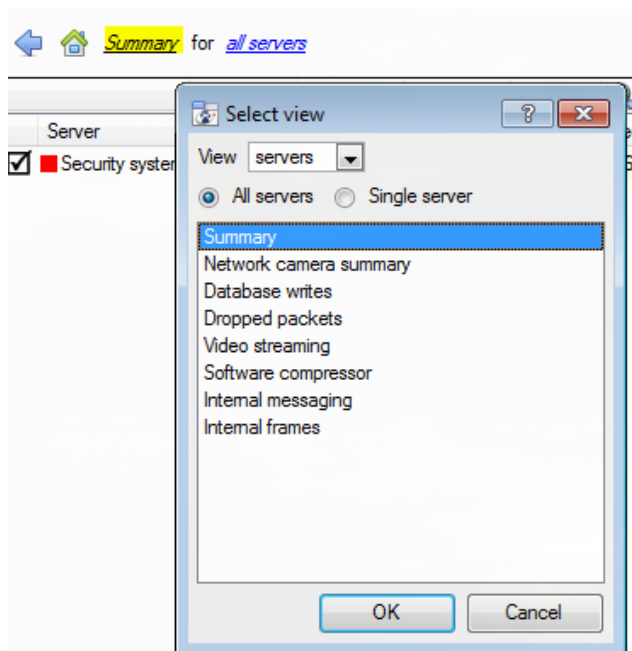 Summary for all servers
Select view
Server
View servers
All servers Single server
Security
Summary
Network camera summary
Database writes
Dropped packets
Video streaming
Software compressor
Internal messaging
Internal frames
OK Cancel